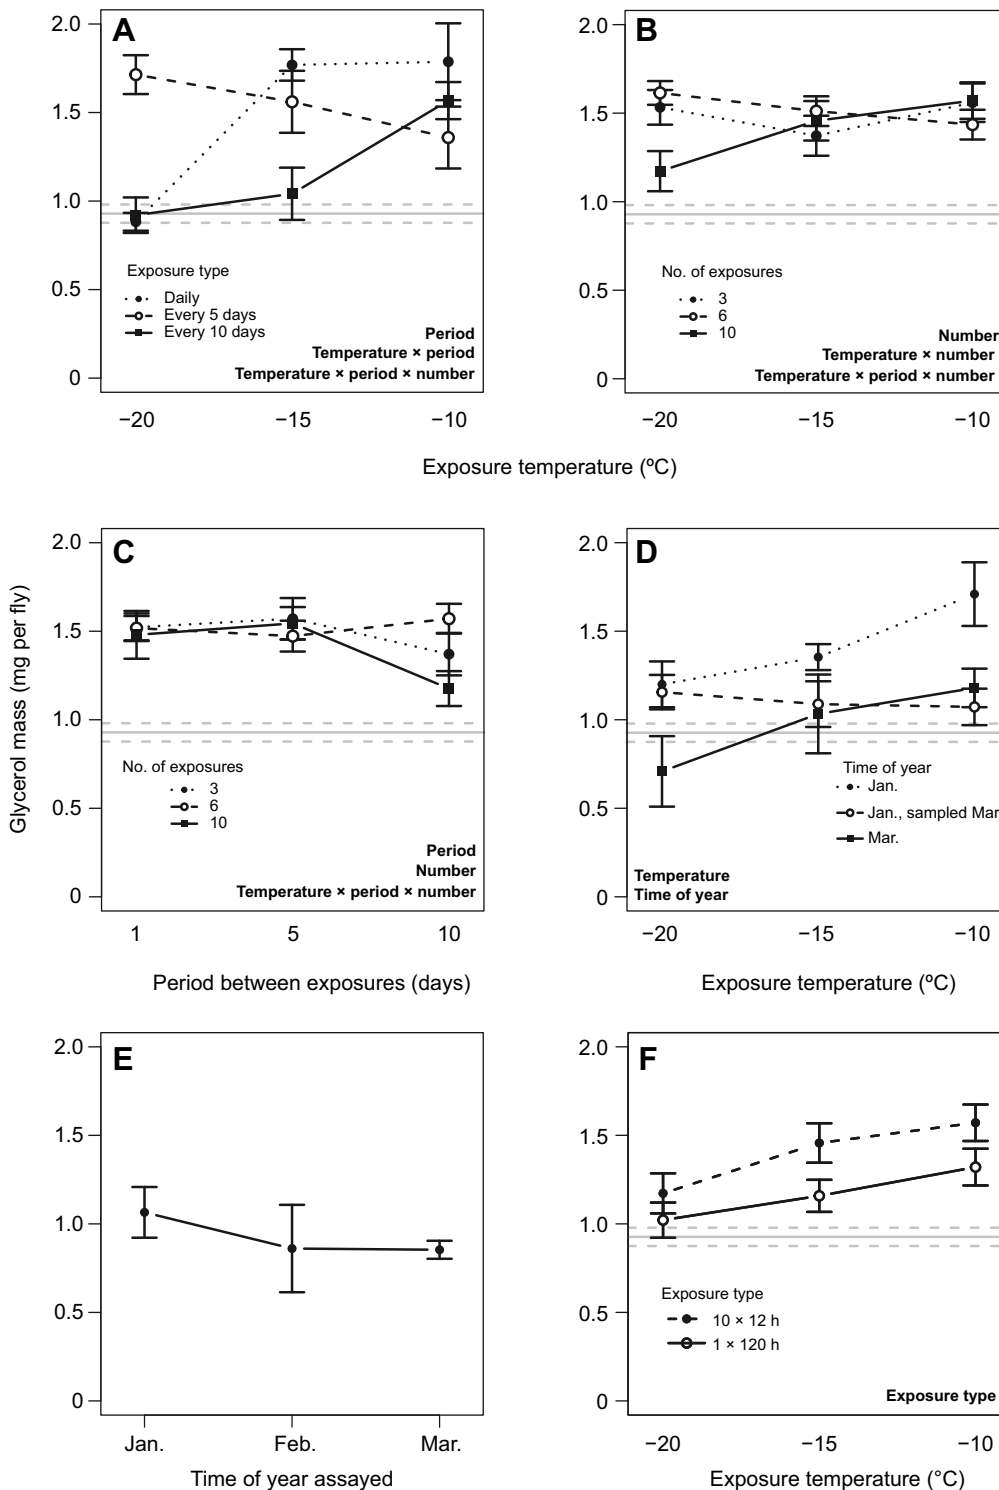 A
2.0
1.5
1.0
0.5
0
Exposure type
Daily
Every 5 days
Every 10 days
Period
Temperature × period
Temperature × period × number
−20
−15
−10
B
2.0
1.5
1.0
0.5
0
No. of exposures
3
6
10
Number
Temperature × number
Temperature × period × number
−20
−15
−10
Exposure temperature (ºC)
Glycerol mass (mg per fly)
C
2.0
1.5
1.0
0.5
0
No. of exposures
3
6
10
Period
Number
Temperature × period × number
1
5
10
Period between exposures (days)
D
2.0
1.5
1.0
0.5
0
Time of year
Jan.
Jan., sampled Mar
Mar.
Temperature
Time of year
−20
−15
−10
Exposure temperature (ºC)
E
2.0
1.5
1.0
0.5
0
Jan.
Feb.
Mar.
Time of year assayed
F
2.0
1.5
1.0
0.5
0
Exposure type
10 × 12 h
1 × 120 h
Exposure type
−20
−15
−10
Exposure temperature (°C)